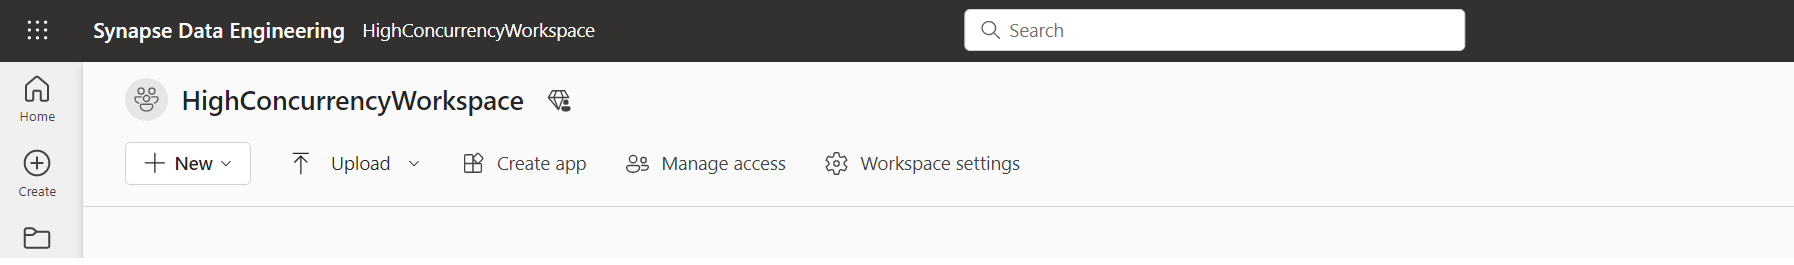 Synapse Data Engineering HighConcurrencyWorkspace
Search
Home
Create
HighConcurrencyWorkspace
New
Upload
Create app
Manage access
Workspace settings